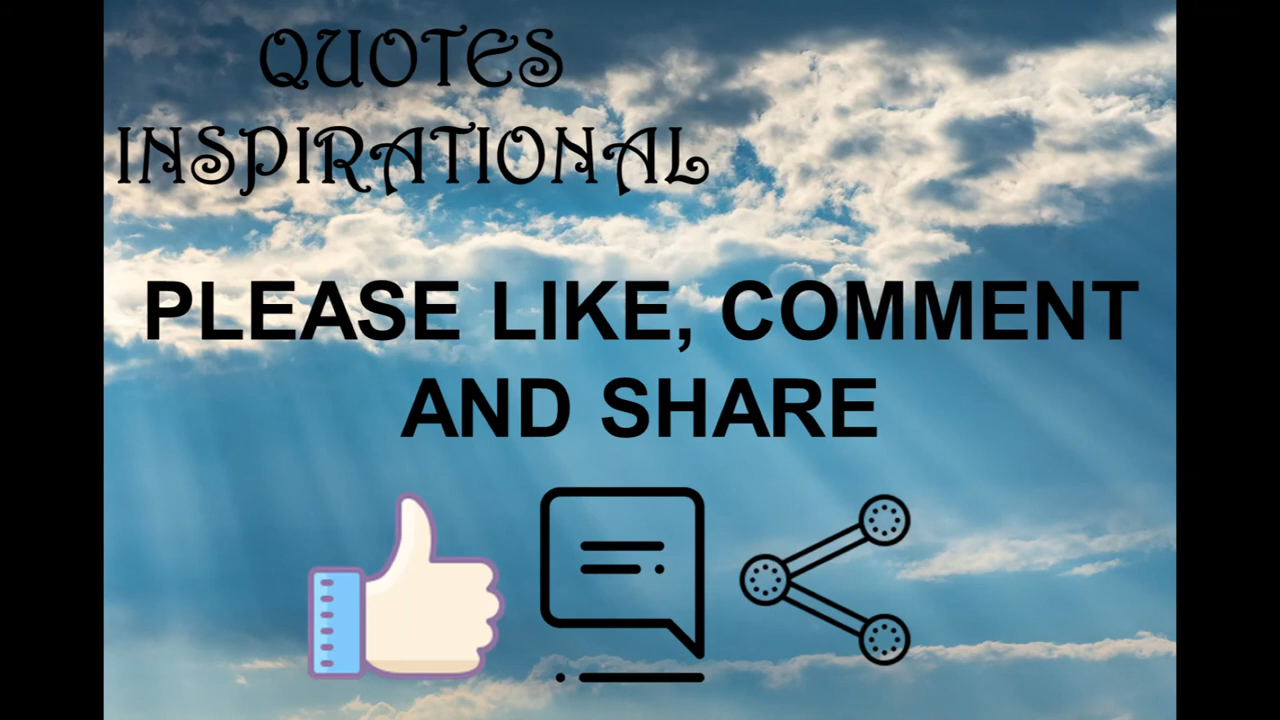 QUOTES
INSPIRATIONAL
PLEASE LIKE, COMMENT
AND SHARE